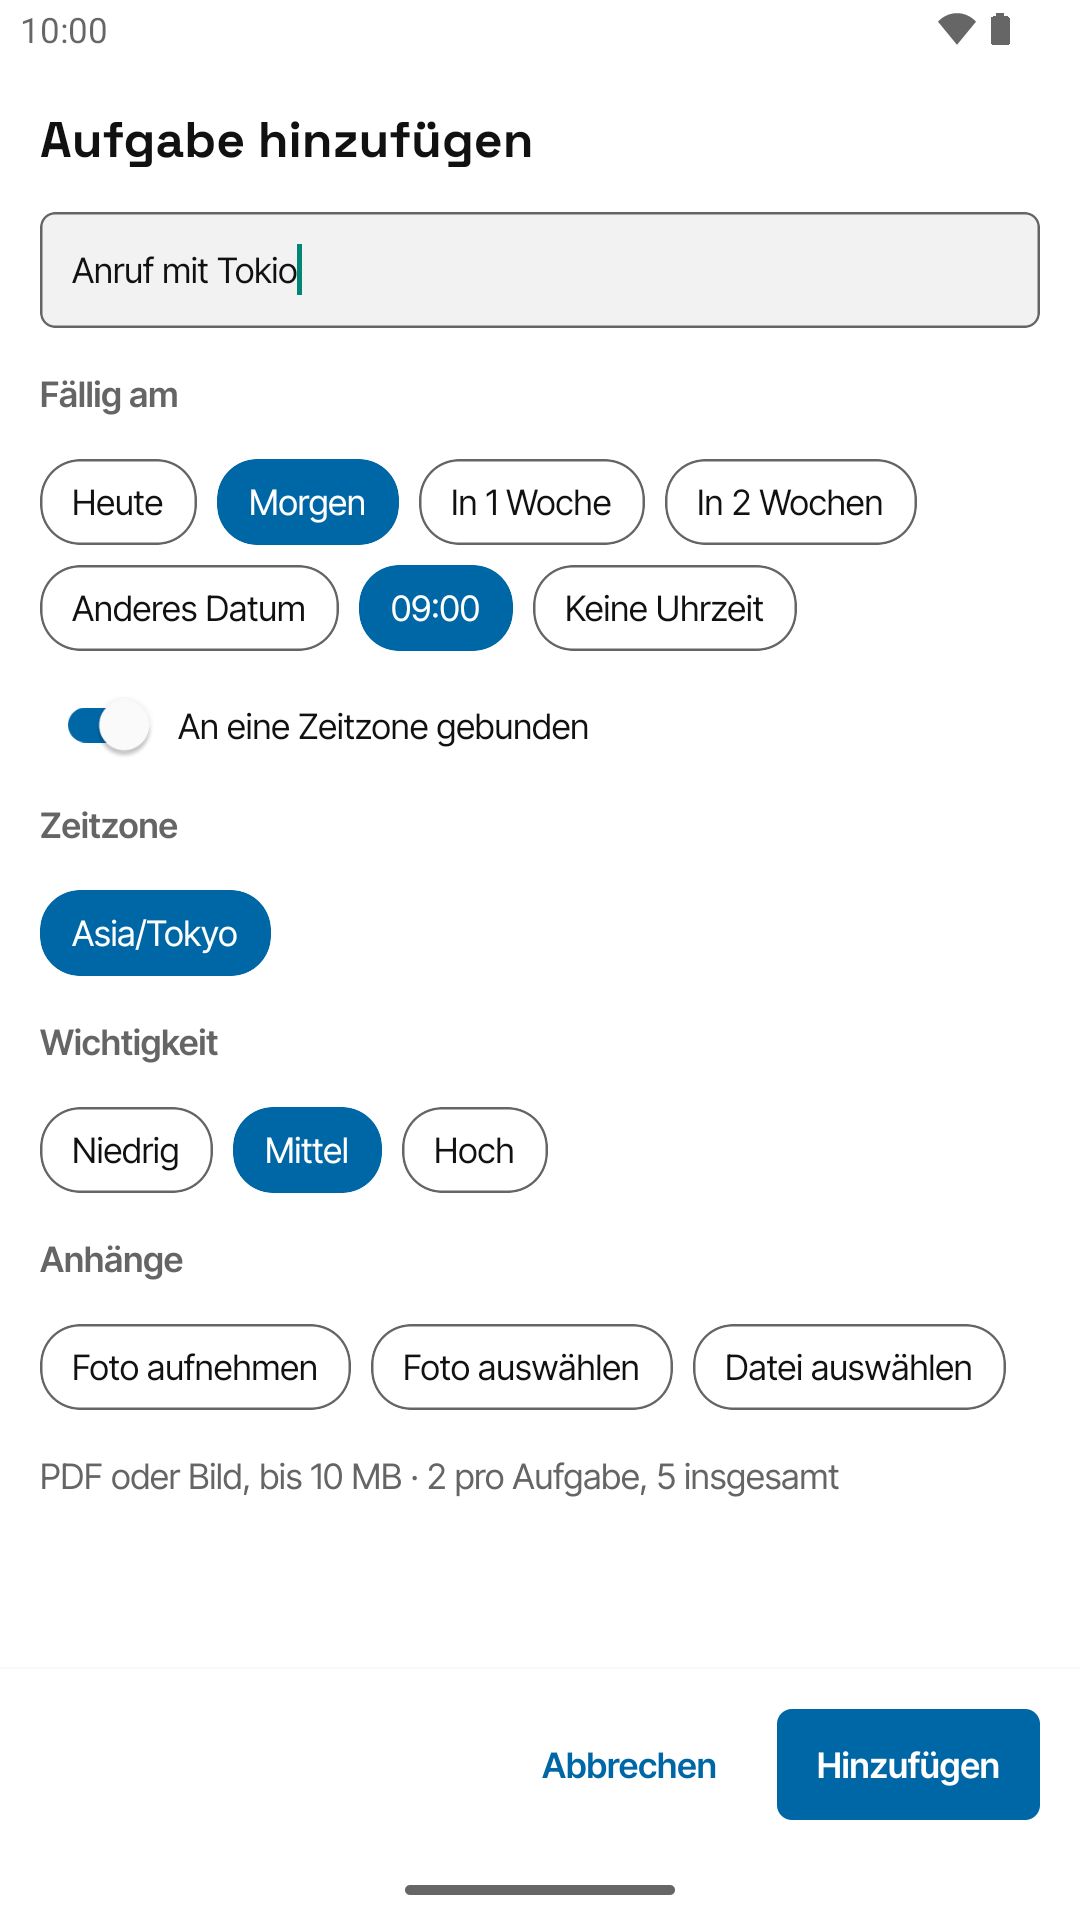 10:00
Aufgabe hinzufügen
Anruf mit Tokio
Fällig am
Heute Morgen In 1 Woche In 2 Wochen
Anderes Datum 09:00 Keine Uhrzeit
An eine Zeitzone gebunden
Zeitzone
Asia/Tokyo
Wichtigkeit
Niedrig Mittel Hoch
Anhänge
Foto aufnehmen Foto auswählen Datei auswählen
PDF oder Bild, bis 10 MB · 2 pro Aufgabe, 5 insgesamt
Abbrechen Hinzufügen